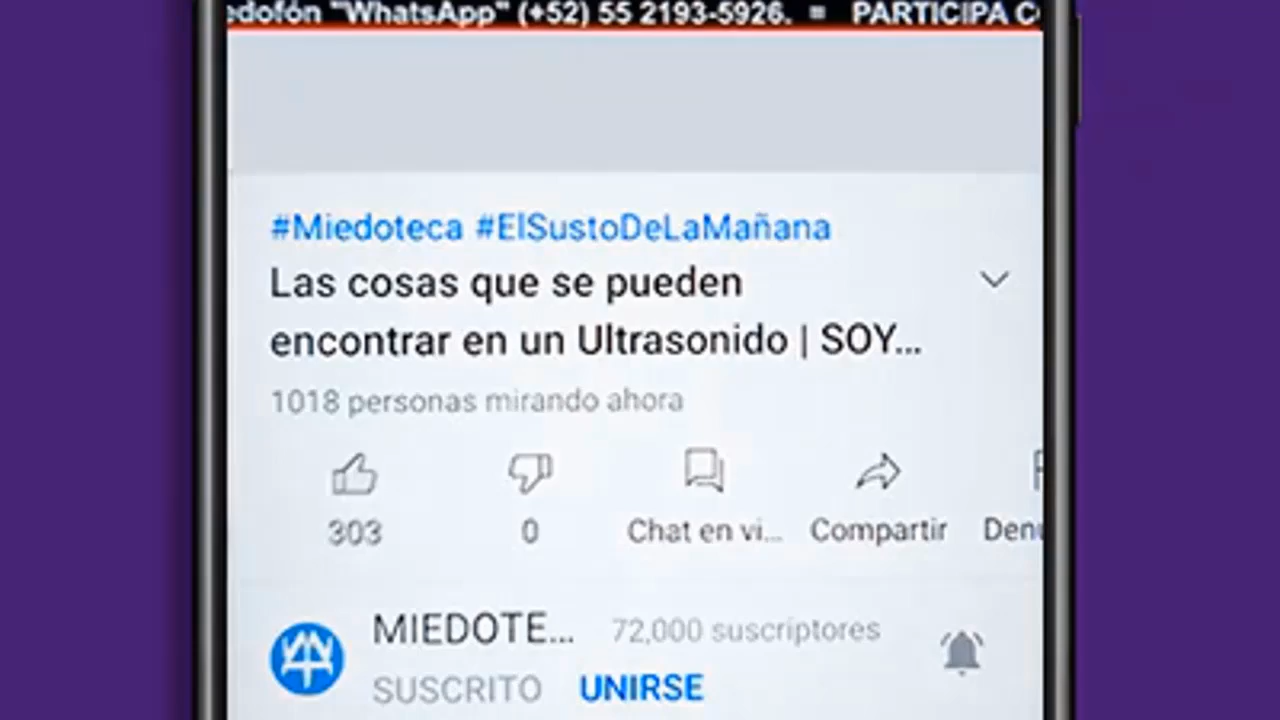 edofón "WhatsApp" (+52) 55 2193-5926. = PARTICIPA C
#Miedoteca #ElSustoDeLaMañana
Las cosas que se pueden
encontrar en un Ultrasonido | SOY...
1018 personas mirando ahora
303
0
Chat en vi...
Compartir
Den
MIEDOTE...
72,000 suscriptores
SUSCRITO
UNIRSE